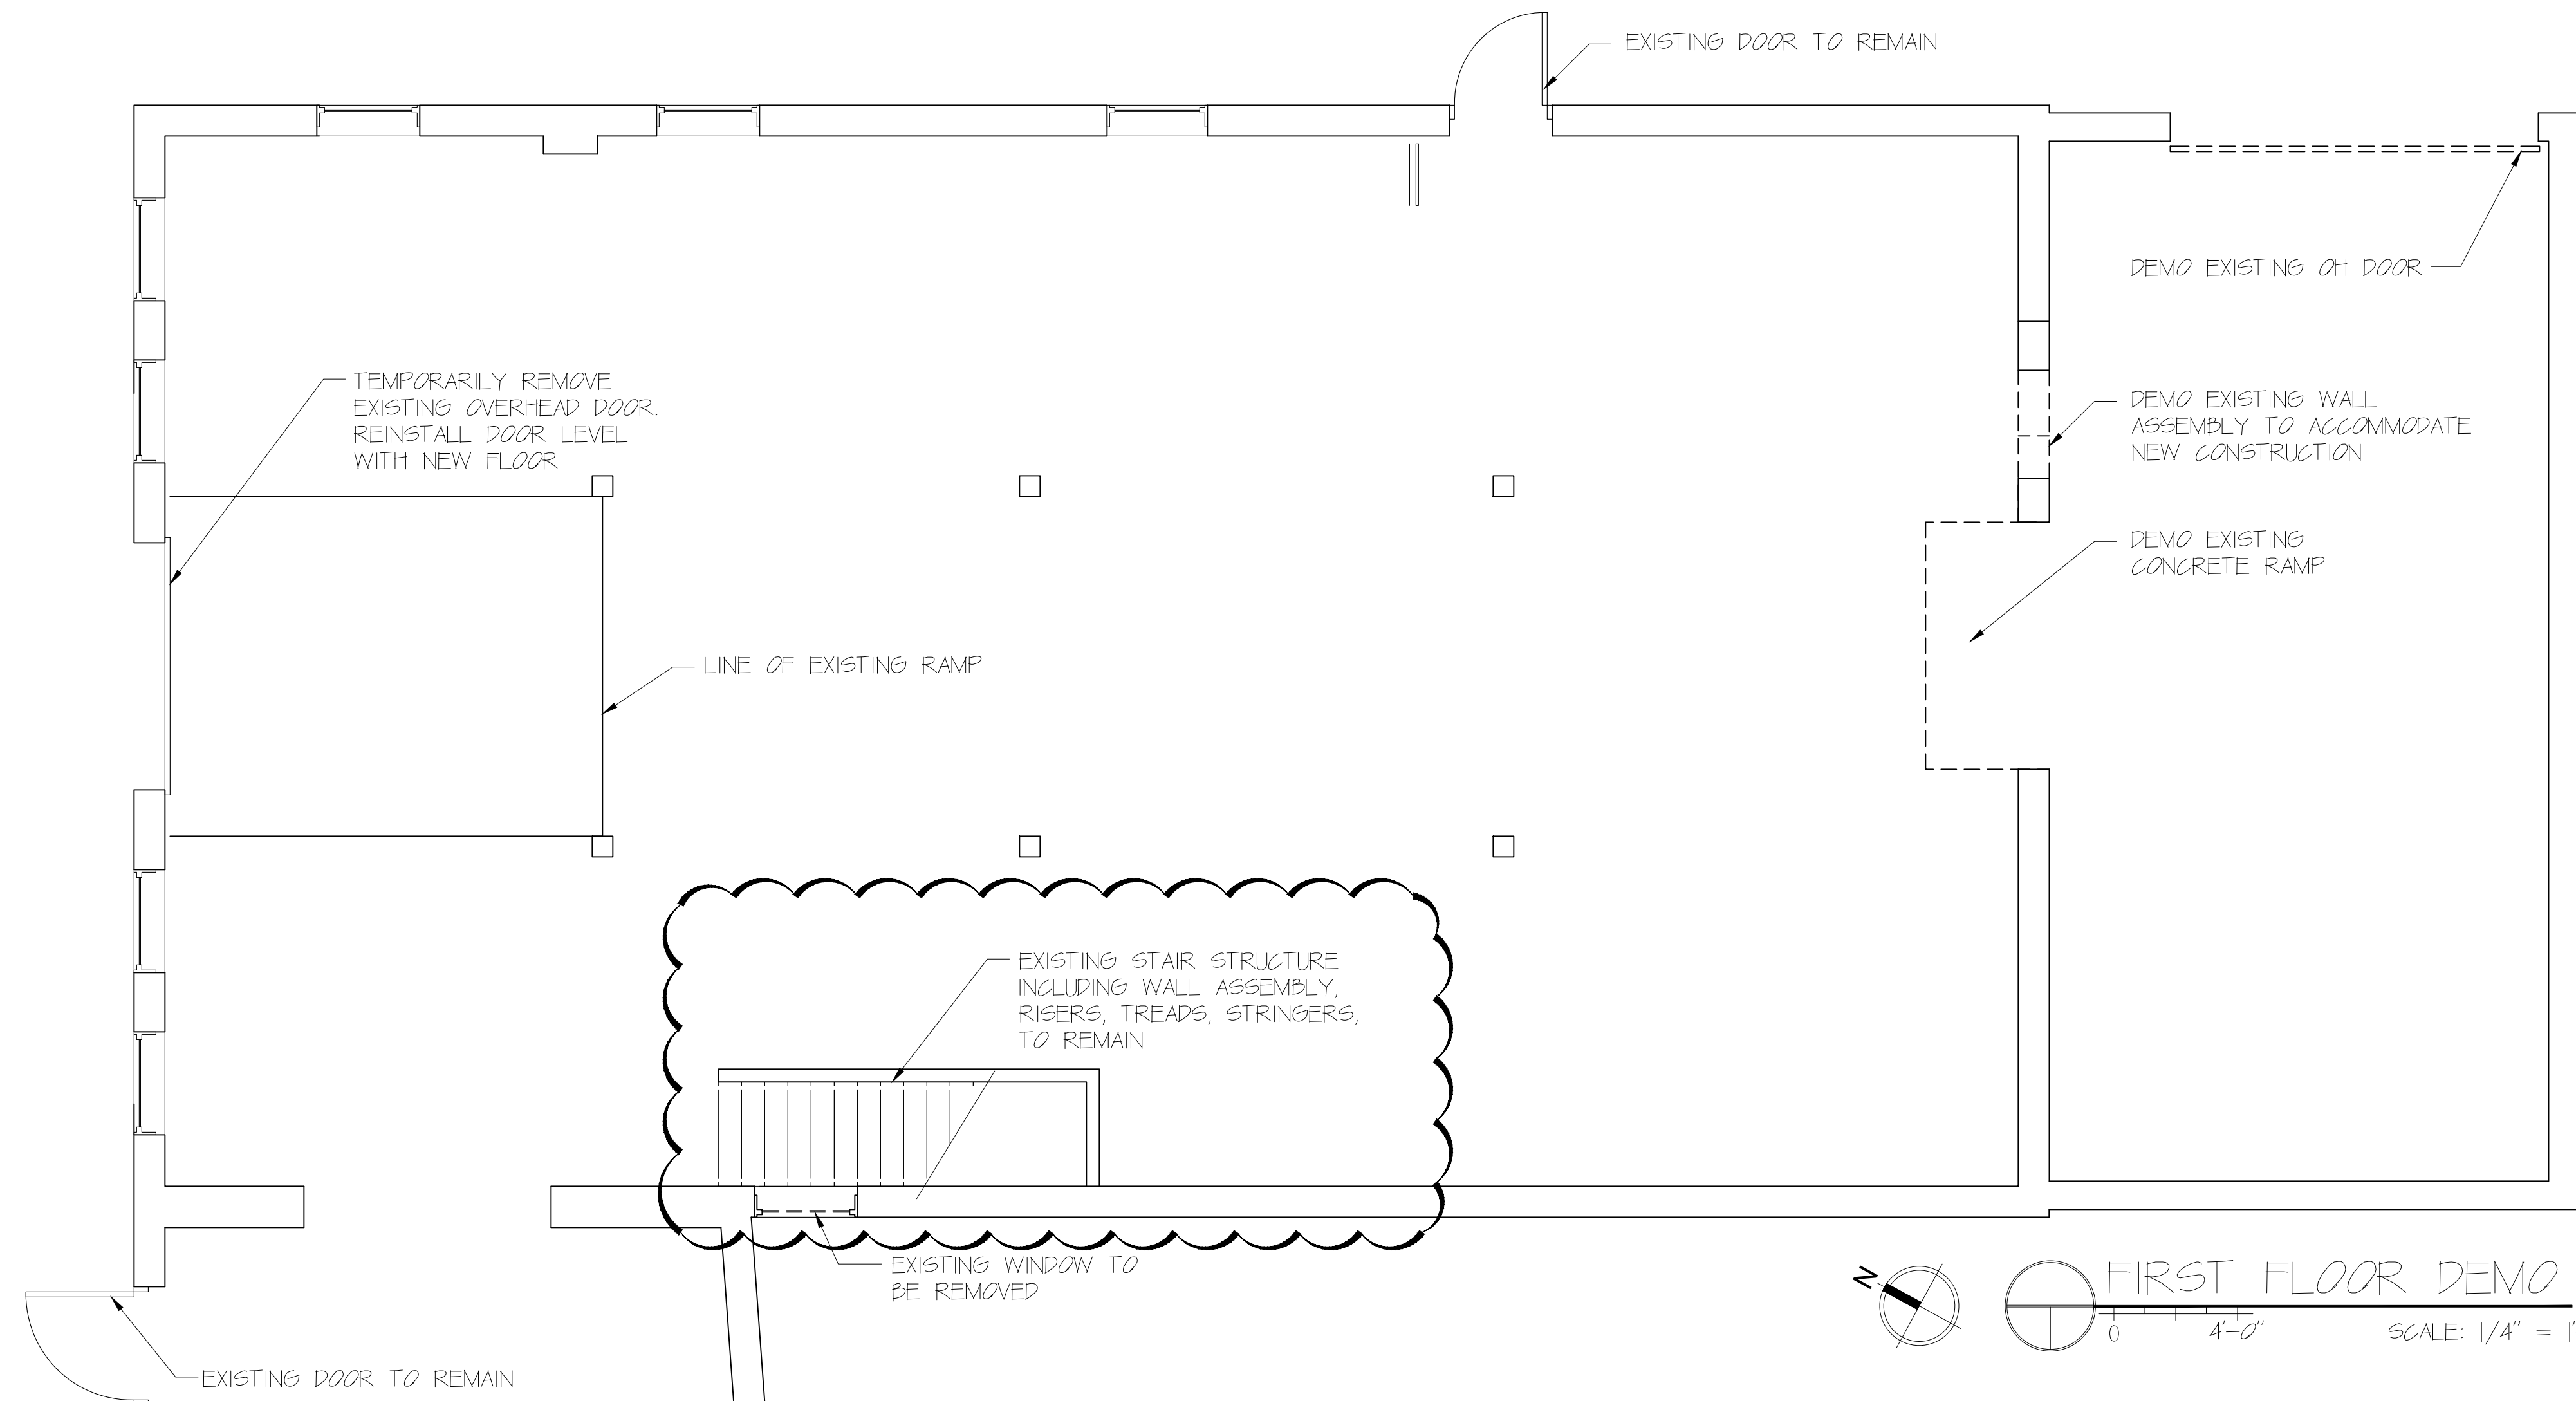 EXISTING DOOR TO REMAIN
DEMO EXISTING OH DOOR
TEMPORARILY REMOVE
EXISTING OVERHEAD DOOR.
REINSTALL DOOR LEVEL
WITH NEW FLOOR
DEMO EXISTING WALL
ASSEMBLY TO ACCOMMODATE
NEW CONSTRUCTION
DEMO EXISTING
CONCRETE RAMP
LINE OF EXISTING RAMP
EXISTING STAIR STRUCTURE
INCLUDING WALL ASSEMBLY,
RISERS, TREADS, STRINGERS,
TO REMAIN
EXISTING WINDOW TO
BE REMOVED
N
FIRST FLOOR DEMO
0 4'-0" SCALE: 1/4" = 1'
EXISTING DOOR TO REMAIN